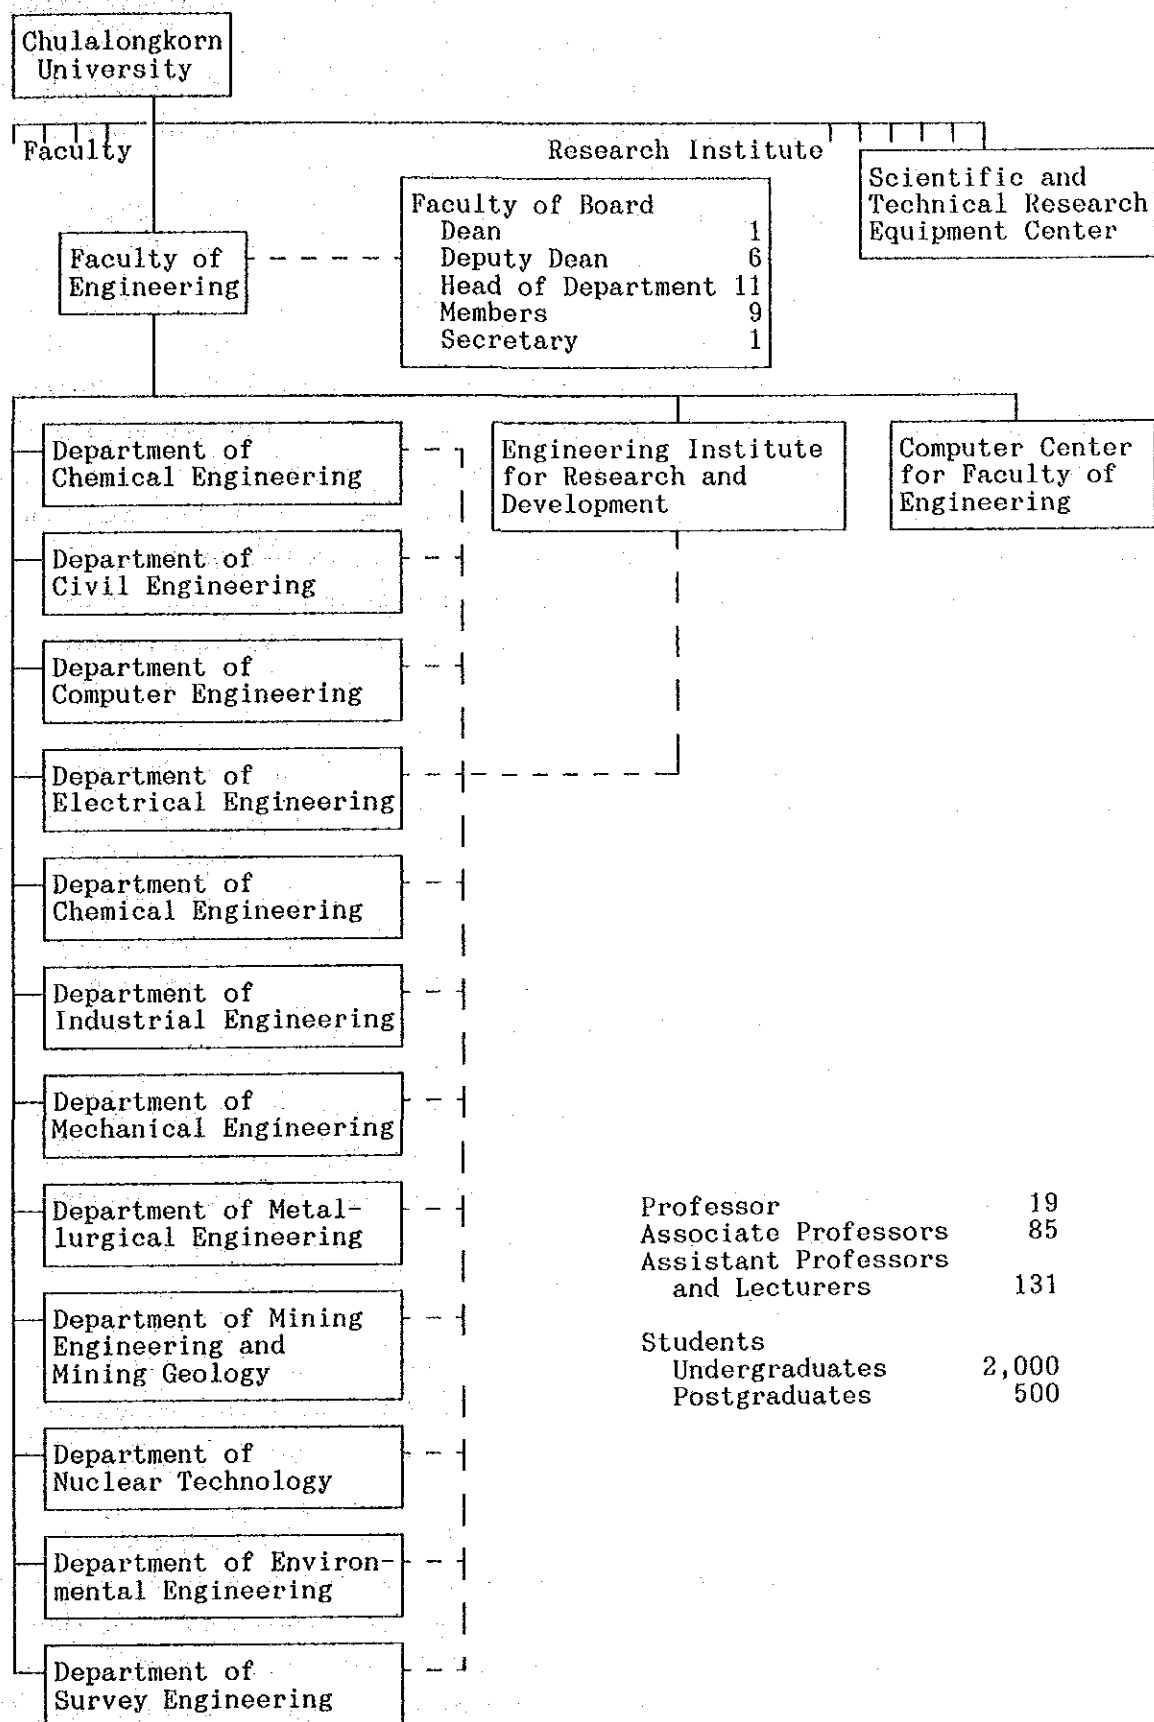 Chulalongkorn
University
Faculty
Research Institute
Scientific and
Technical Research
Equipment Center
Faculty of Board
Dean 1
Deputy Dean 6
Head of Department 11
Members 9
Secretary 1
Faculty of
Engineering
Department of
Chemical Engineering
Engineering Institute
for Research and
Development
Computer Center
for Faculty of
Engineering
Department of
Civil Engineering
Department of
Computer Engineering
Department of
Electrical Engineering
Department of
Chemical Engineering
Department of
Industrial Engineering
Department of
Mechanical Engineering
Department of Metal-
lurgical Engineering
Department of Mining
Engineering and
Mining Geology
Department of
Nuclear Technology
Department of Environ-
mental Engineering
Department of
Survey Engineering
Professor 19
Associate Professors 85
Assistant Professors
and Lecturers 131
Students
Undergraduates 2,000
Postgraduates 500